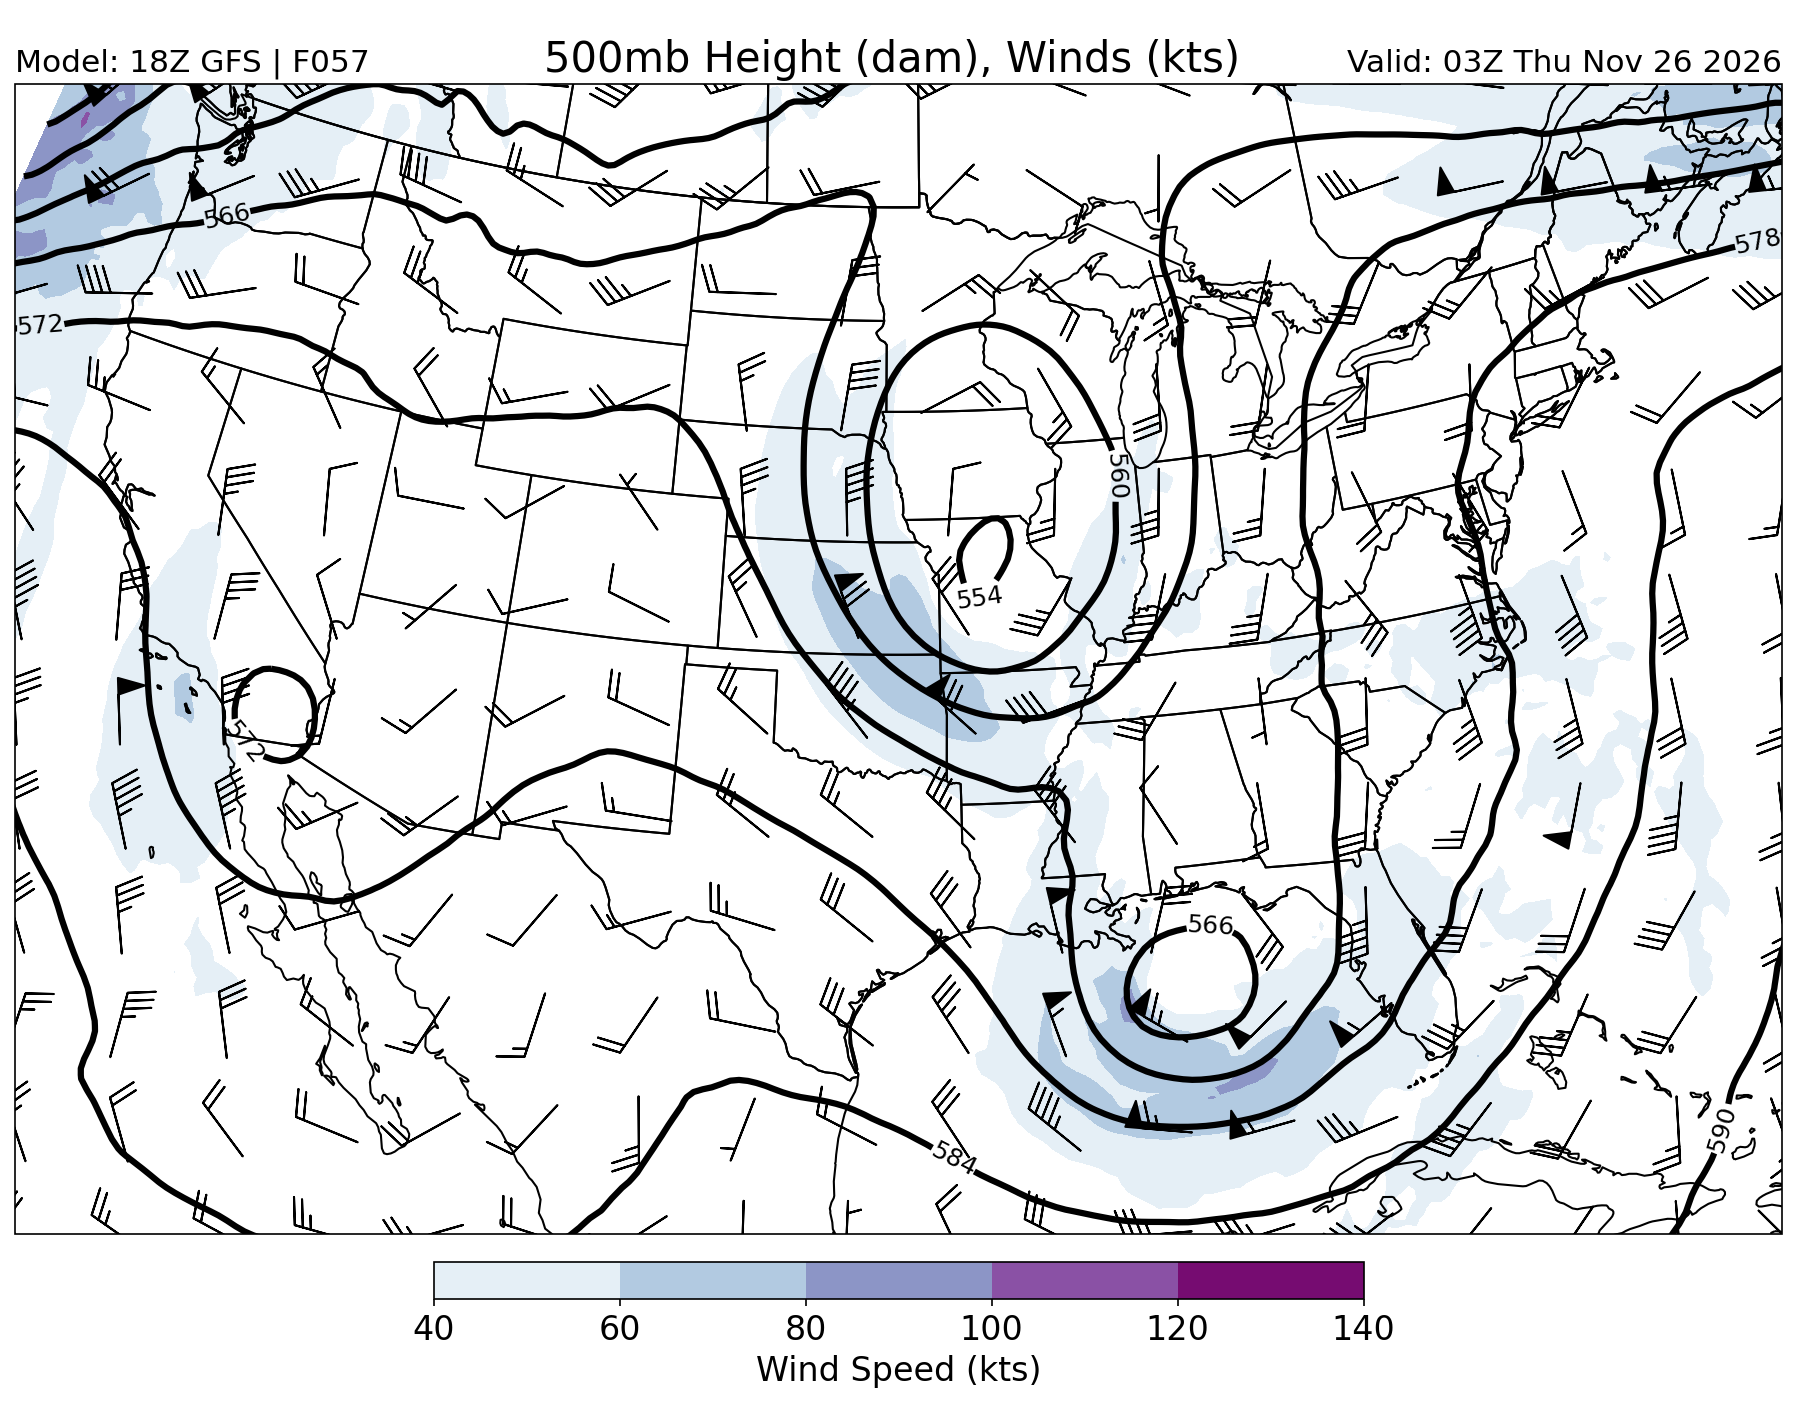 Model: 18Z GFS | F057
500mb Height (dam), Winds (kts)
Valid: 03Z Thu Nov 26 2026
566
578
572
560
554
572
566
584
590
40 60 80 100 120 140
Wind Speed (kts)